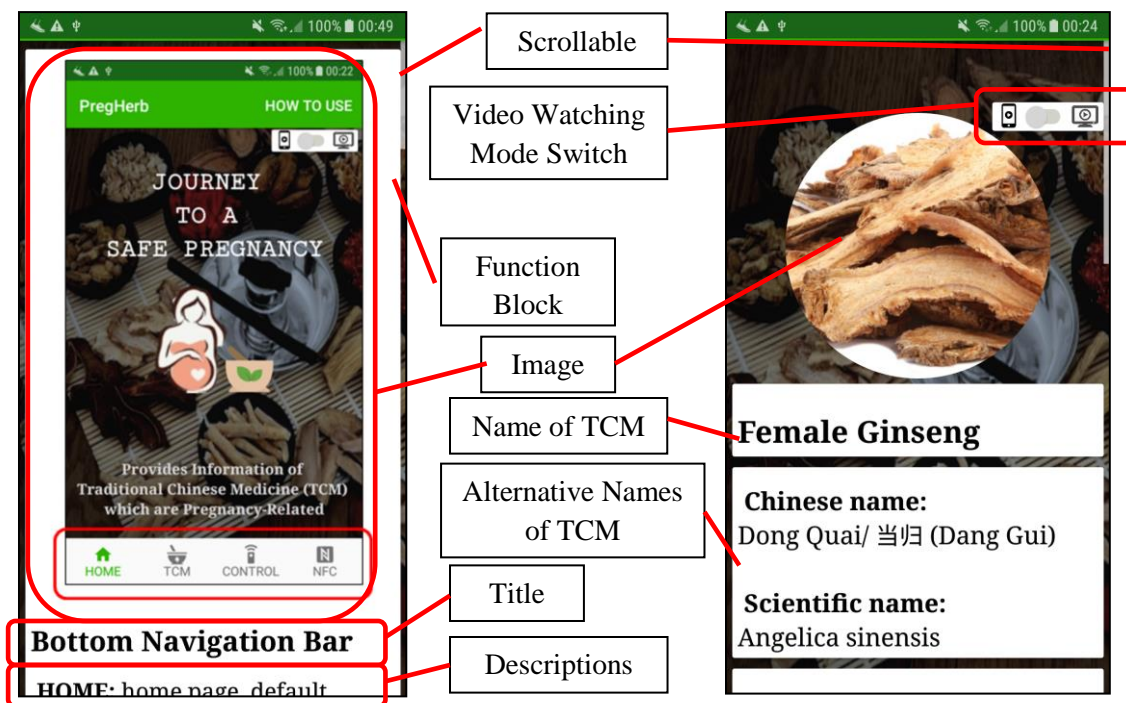 100% 00:49
100% 00:22
PregHerb HOW TO USE
JOURNEY
TO A
SAFE PREGNANCY
Provides Information of
Traditional Chinese Medicine (TCM)
which are Pregnancy-Related
HOME TCM CONTROL NFC
Bottom Navigation Bar
HOME: home page, default
Scrollable
Video Watching
Mode Switch
Function
Block
Image
Name of TCM
Alternative Names
of TCM
Title
Descriptions
100% 00:24
Female Ginseng
Chinese name:
Dong Quai/ 当归 (Dang Gui)
Scientific name:
Angelica sinensis